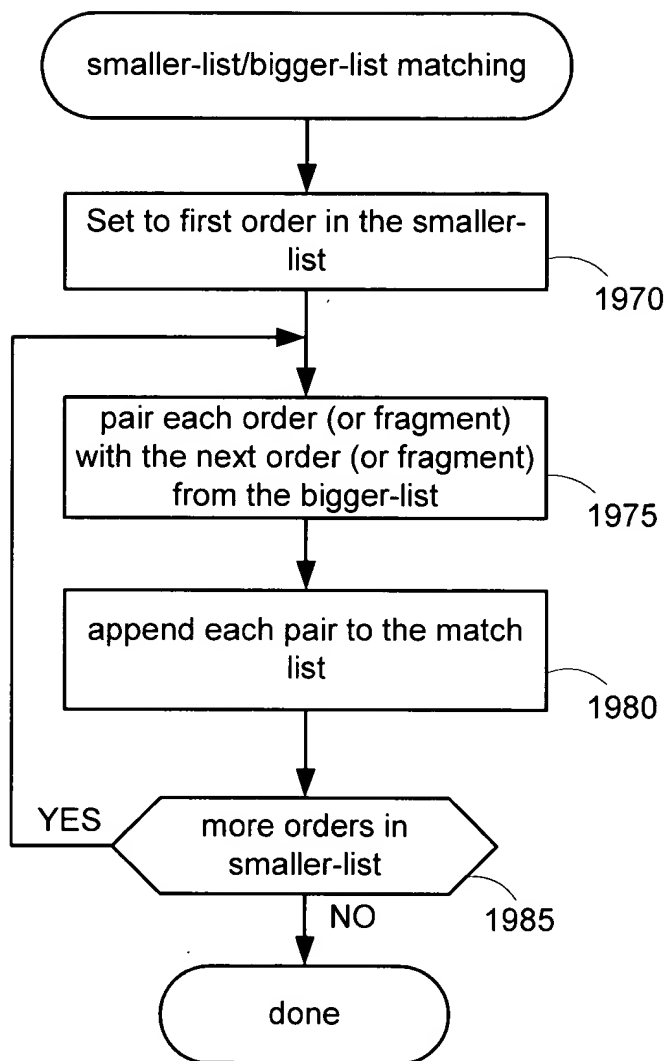 smaller-list/bigger-list matching
Set to first order in the smaller-
list
1970
pair each order (or fragment)
with the next order (or fragment)
from the bigger-list
1975
append each pair to the match
list
1980
YES
more orders in
smaller-list
1985
NO
done